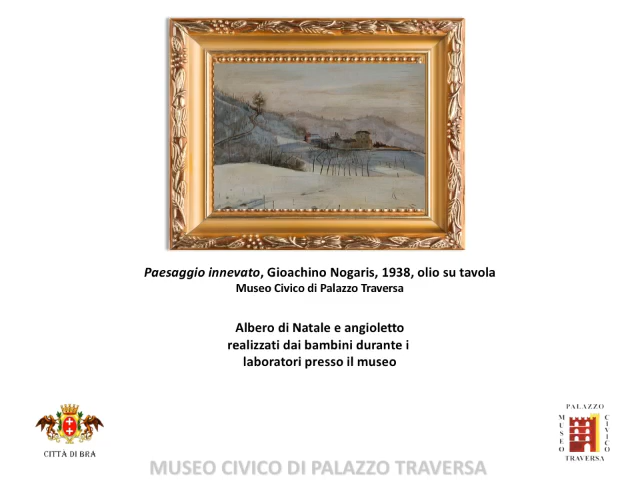 Paesaggio innevato, Gioachino Nogaris, 1938, olio su tavola
Museo Civico di Palazzo Traversa
Albero di Natale e angioletto
realizzati dai bambini durante i
laboratori presso il museo
CITTÀ DI BRA
PALAZZO
MUSEO
CIVICO
TRAVERSA
MUSEO CIVICO DI PALAZZO TRAVERSA